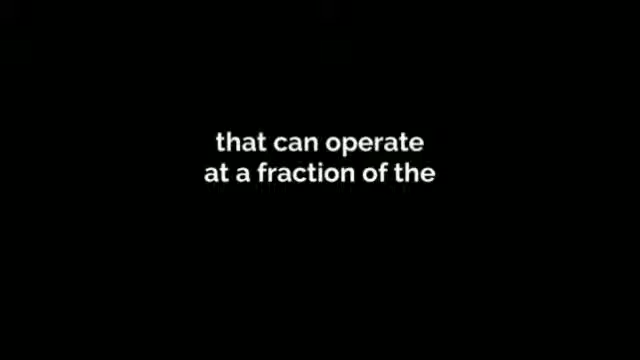 that can operate
at a fraction of the